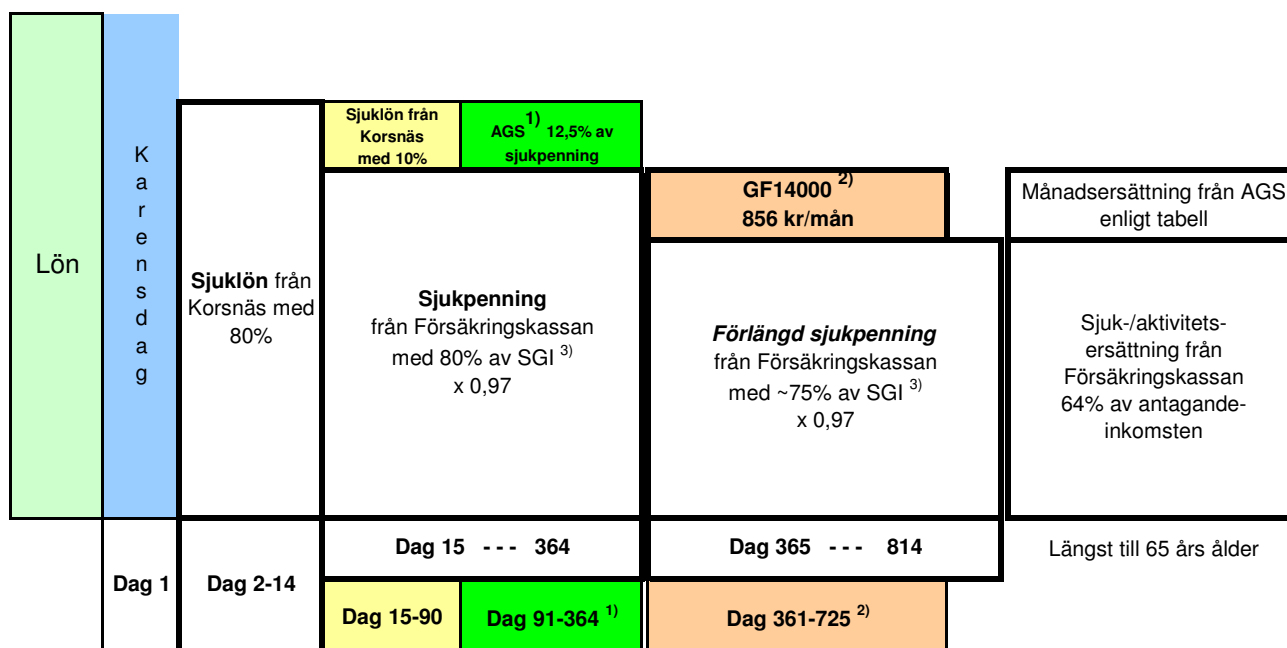 Lön
Karensdag
Sjuklön från
Korsnäs med
80%
Sjuklön från
Korsnäs
med 10%
AGS 1) 12,5% av
sjukpenning
Sjukpenning
från Försäkringskassan
med 80% av SGI 3)
x 0,97
GF14000 2)
856 kr/mån
Förlängd sjukpenning
från Försäkringskassan
med ~75% av SGI 3)
x 0,97
Månadsersättning från AGS
enligt tabell
Sjuk-/aktivitets-
ersättning från
Försäkringskassan
64% av antagande-
inkomsten
Dag 1
Dag 2-14
Dag 15 --- 364
Dag 365 --- 814
Längst till 65 års ålder
Dag 15-90
Dag 91-364 1)
Dag 361-725 2)